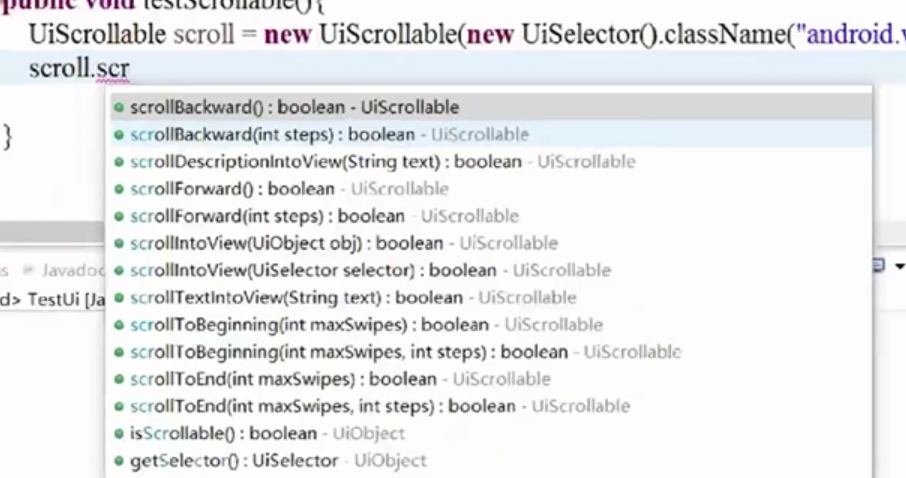 public void testScrollable(){
UiScrollable scroll = new UiScrollable(new UiSelector().className("android.
scroll.scr
scrollBackward() : boolean - UiScrollable
scrollBackward(int steps) : boolean - UiScrollable
scrollDescriptionIntoView(String text) : boolean - UiScrollable
scrollForward() : boolean - UiScrollable
}
scrollForward(int steps) : boolean - UiScrollable
scrollIntoView(UiObject obj) : boolean - UiScrollable
scrollIntoView(UiSelector selector) : boolean - UiScrollable
Javadoc
scrollTextIntoView(String text) : boolean - UiScrollable
d> TestUi [Ja
scrollToBeginning(int maxSwipes) : boolean - UiScrollable
scrollToBeginning(int maxSwipes, int steps) : boolean - UiScrollable
scrollToEnd(int maxSwipes) : boolean - UiScrollable
scrollToEnd(int maxSwipes, int steps) : boolean - UiScrollable
isScrollable() : boolean - UiObject
getSelector() : UiSelector - UiObject